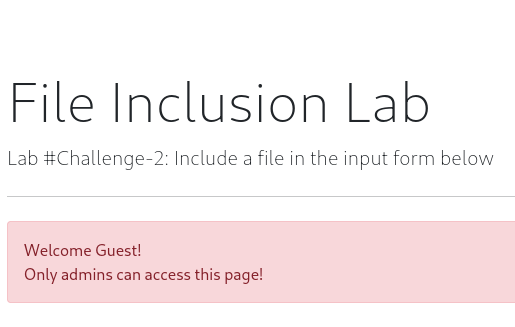 File Inclusion Lab
Lab #Challenge-2: Include a file in the input form below
Welcome Guest!
Only admins can access this page!